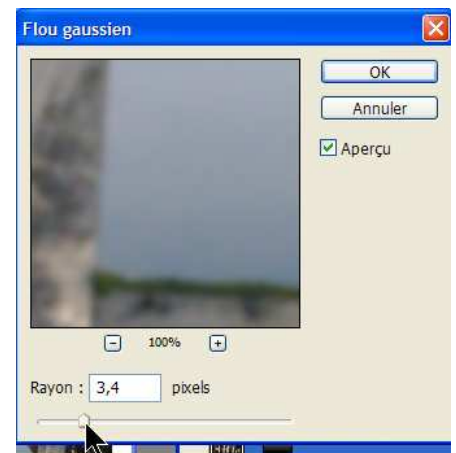 Flou gaussien
OK
Annuler
Aperçu
100%
Rayon : 3,4 pixels